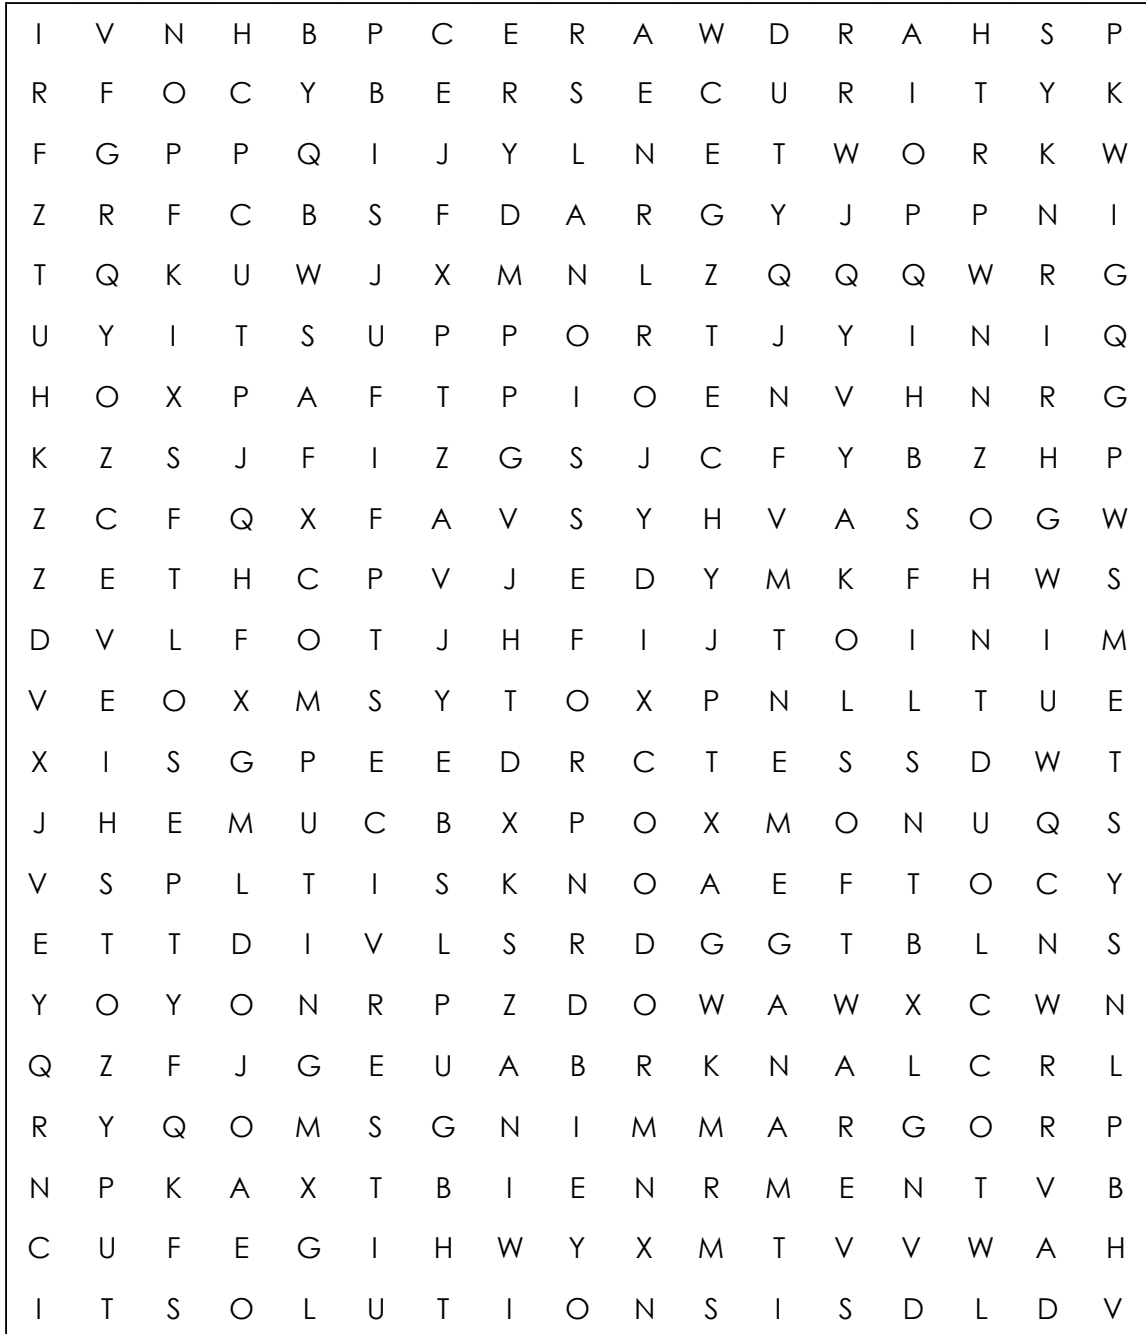 I V N H B P C E R A W D R A H S P
R F O C Y B E R S E C U R I T Y K
F G P P Q I J Y L N E T W O R K W
Z R F C B S F D A R G Y J P P N I
T Q K U W J X M N L Z Q Q Q W R G
U Y I T S U P P O R T J Y I N I Q
H O X P A F T P I O E N V H N R G
K Z S J F I Z G S J C F Y B Z H P
Z C F Q X F A V S Y H V A S O G W
Z E T H C P V J E D Y M K F H W S
D V L F O T J H F I J T O I N I M
V E O X M S Y T O X P N L L T U E
X I S G P E E D R C T E S S D W T
J H E M U C B X P O X M O N U Q S
V S P L T I S K N O A E F T O C Y
E T T D I V L S R D G G T B L N S
Y O Y O N R P Z D O W A W X C W N
Q Z F J G E U A B R K N A L C R L
R Y Q O M S G N I M M A R G O R P
N P K A X T B I E N R M E N T V B
C U F E G I H W Y X M T V V W A H
I T S O L U T I O N S I S D L D V